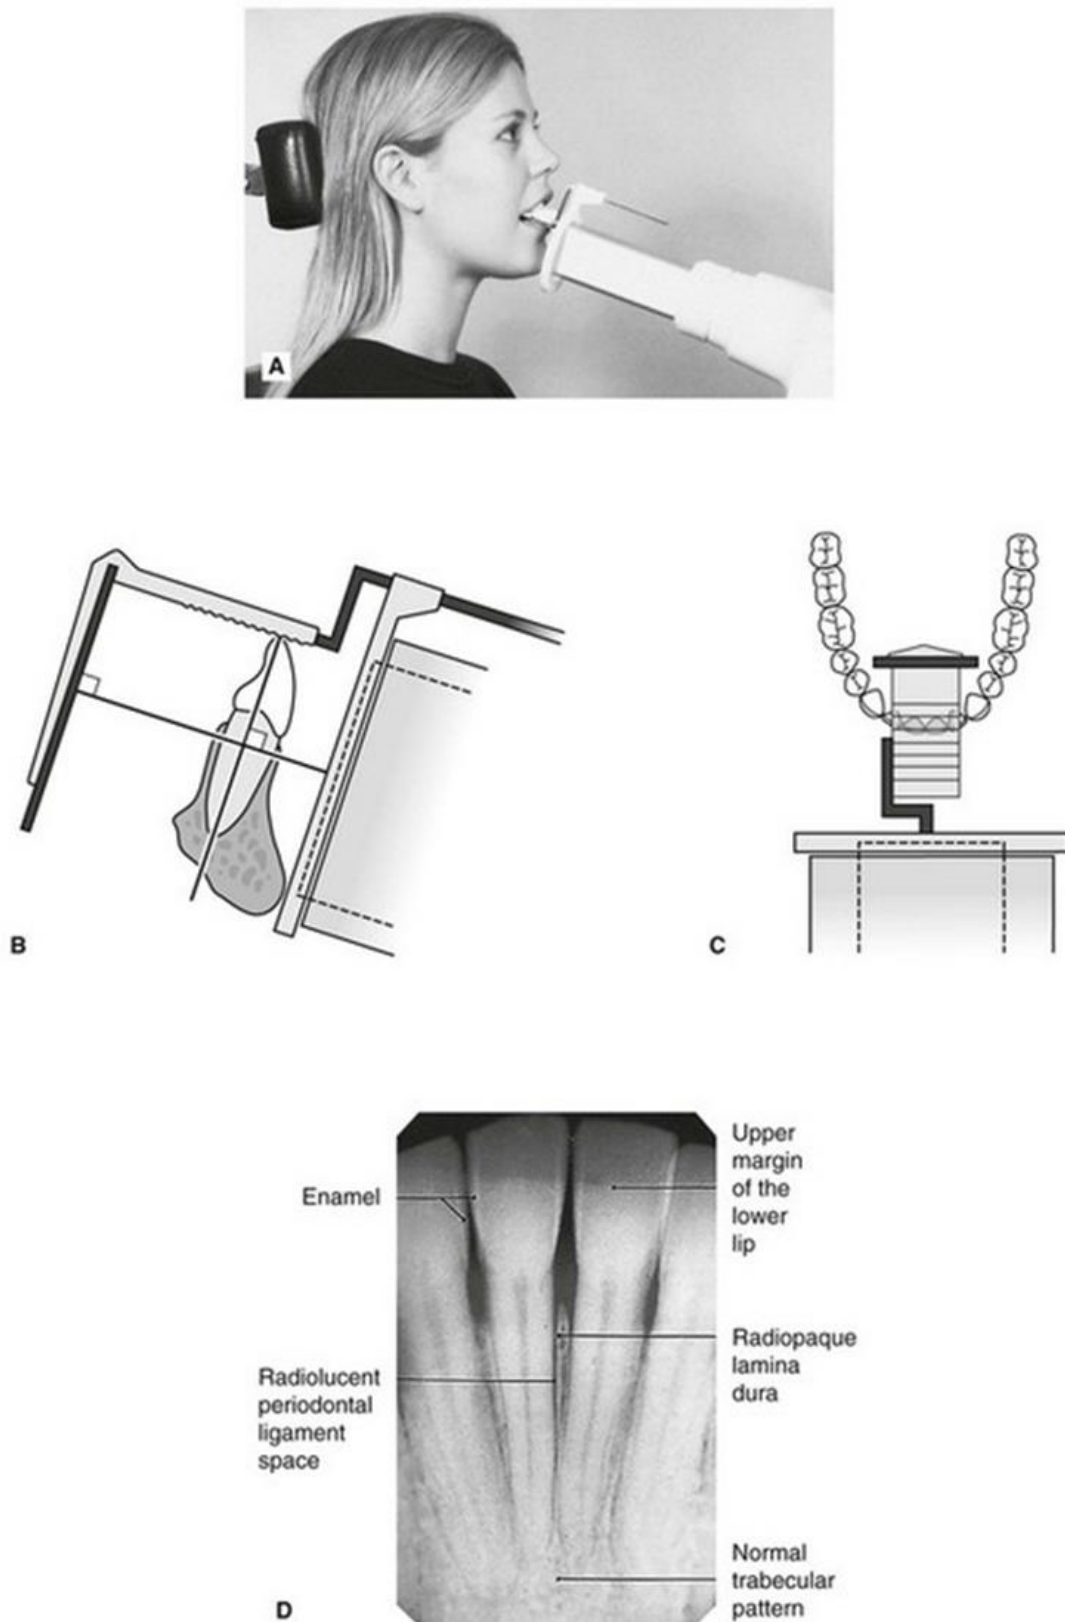 A
B
C
Enamel
Upper
margin
of the
lower
lip
Radiopaque
lamina
dura
Radiolucent
periodontal
ligament
space
Normal
trabecular
pattern
D